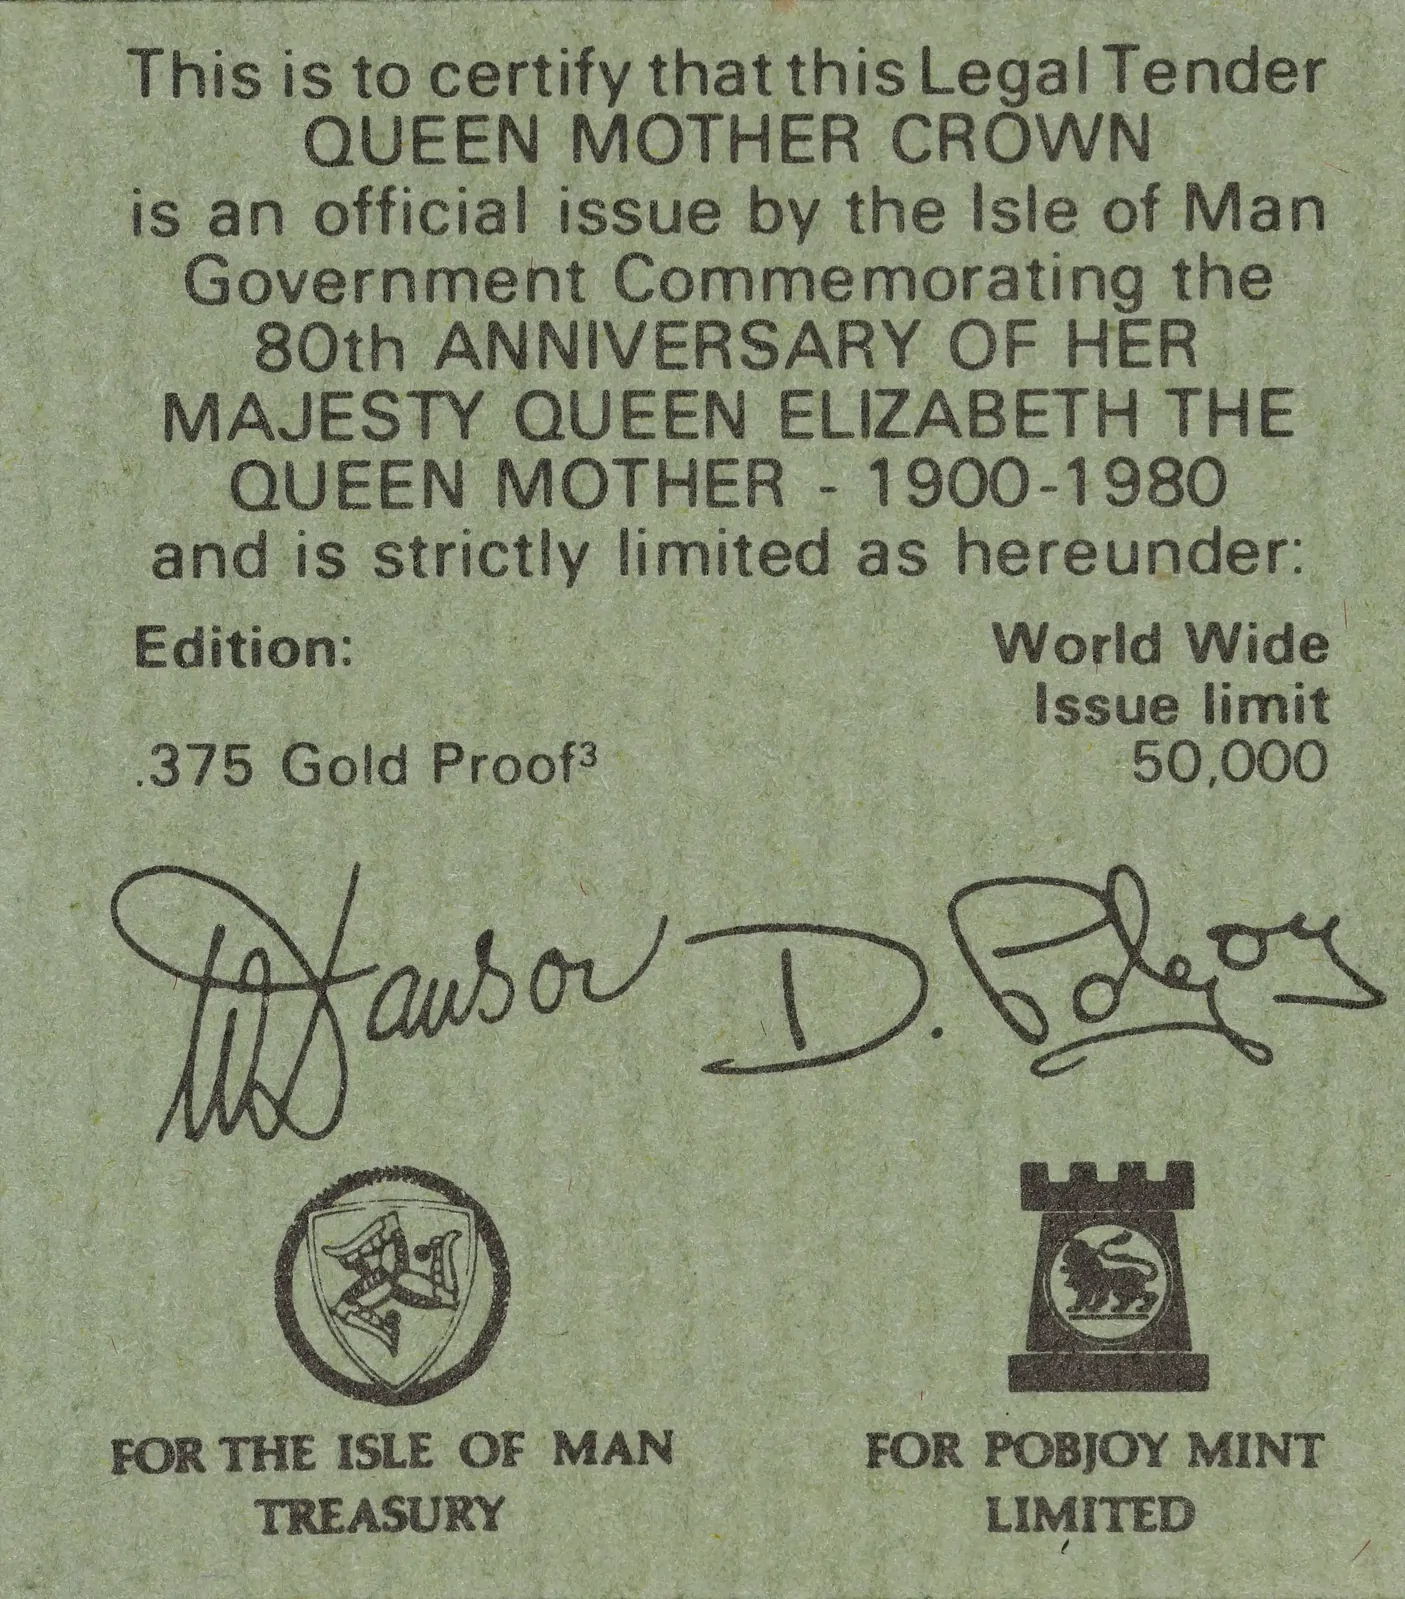 This is to certify that this Legal Tender
QUEEN MOTHER CROWN
is an official issue by the Isle of Man
Government Commemorating the
80th ANNIVERSARY OF HER
MAJESTY QUEEN ELIZABETH THE
QUEEN MOTHER - 1900-1980
and is strictly limited as hereunder:
Edition:
World Wide
Issue limit
.375 Gold Proof³ 50,000
D. Pobjoy
FOR THE ISLE OF MAN
TREASURY
FOR POBJOY MINT
LIMITED